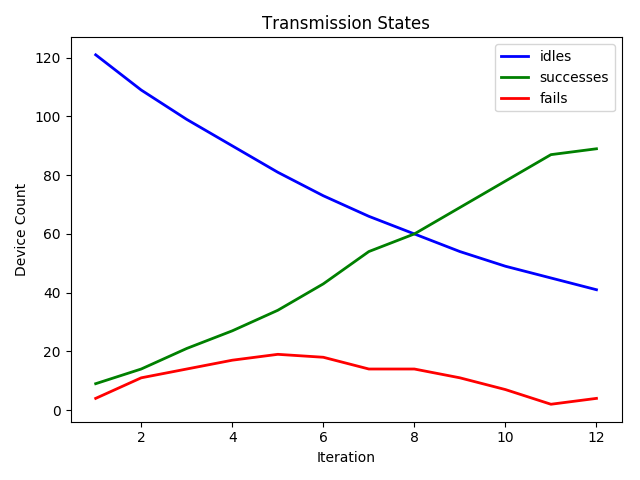 Transmission States
idles
successes
fails
120
100
80
60
40
20
0
Device Count
2 4 6 8 10 12
Iteration